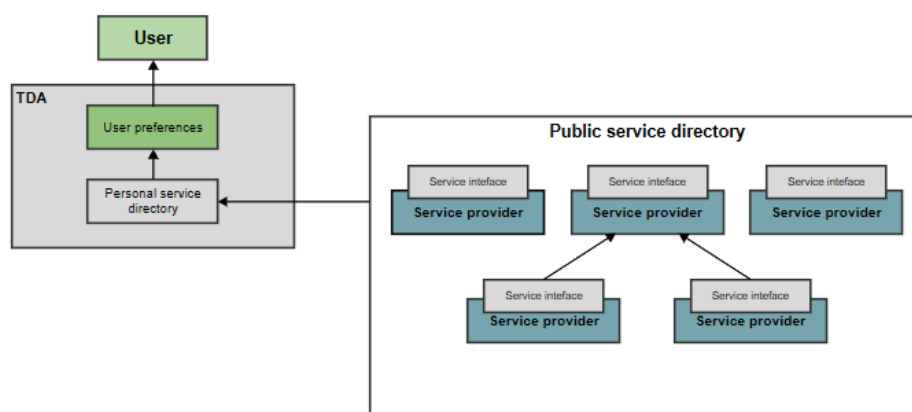 User
TDA
User preferences
Personal service
directory
Public service directory
Service inteface
Service provider
Service inteface
Service provider
Service inteface
Service provider
Service inteface
Service provider
Service inteface
Service provider